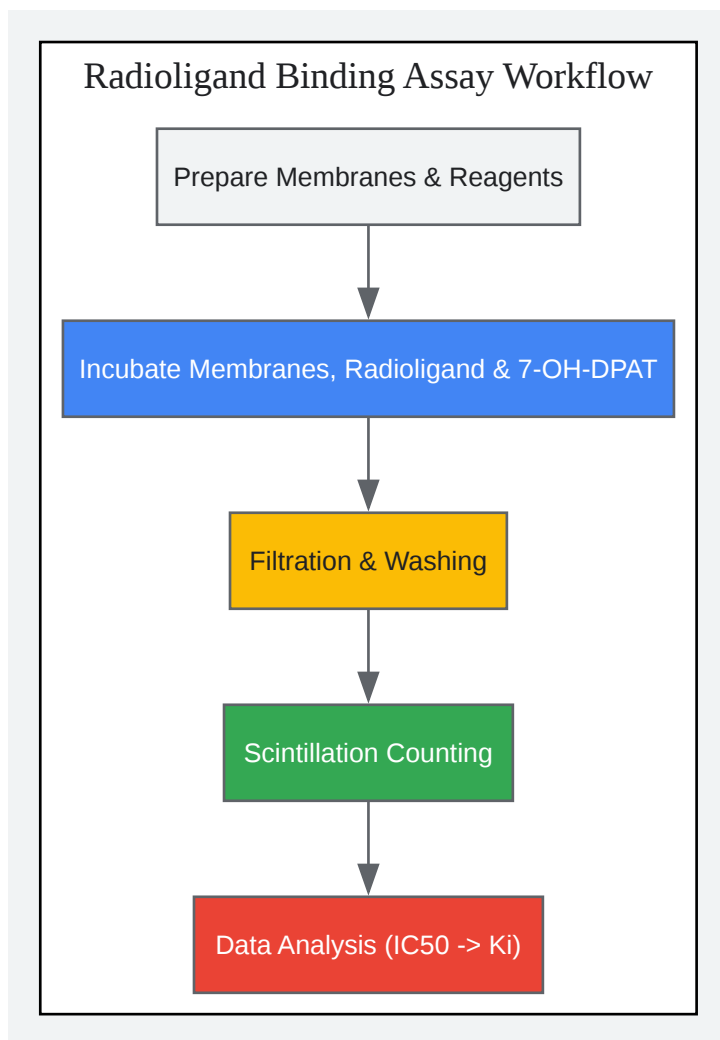 Radioligand Binding Assay Workflow
Prepare Membranes & Reagents
Incubate Membranes, Radioligand & 7-OH-DPAT
Filtration & Washing
Scintillation Counting
Data Analysis (IC50 -> Ki)